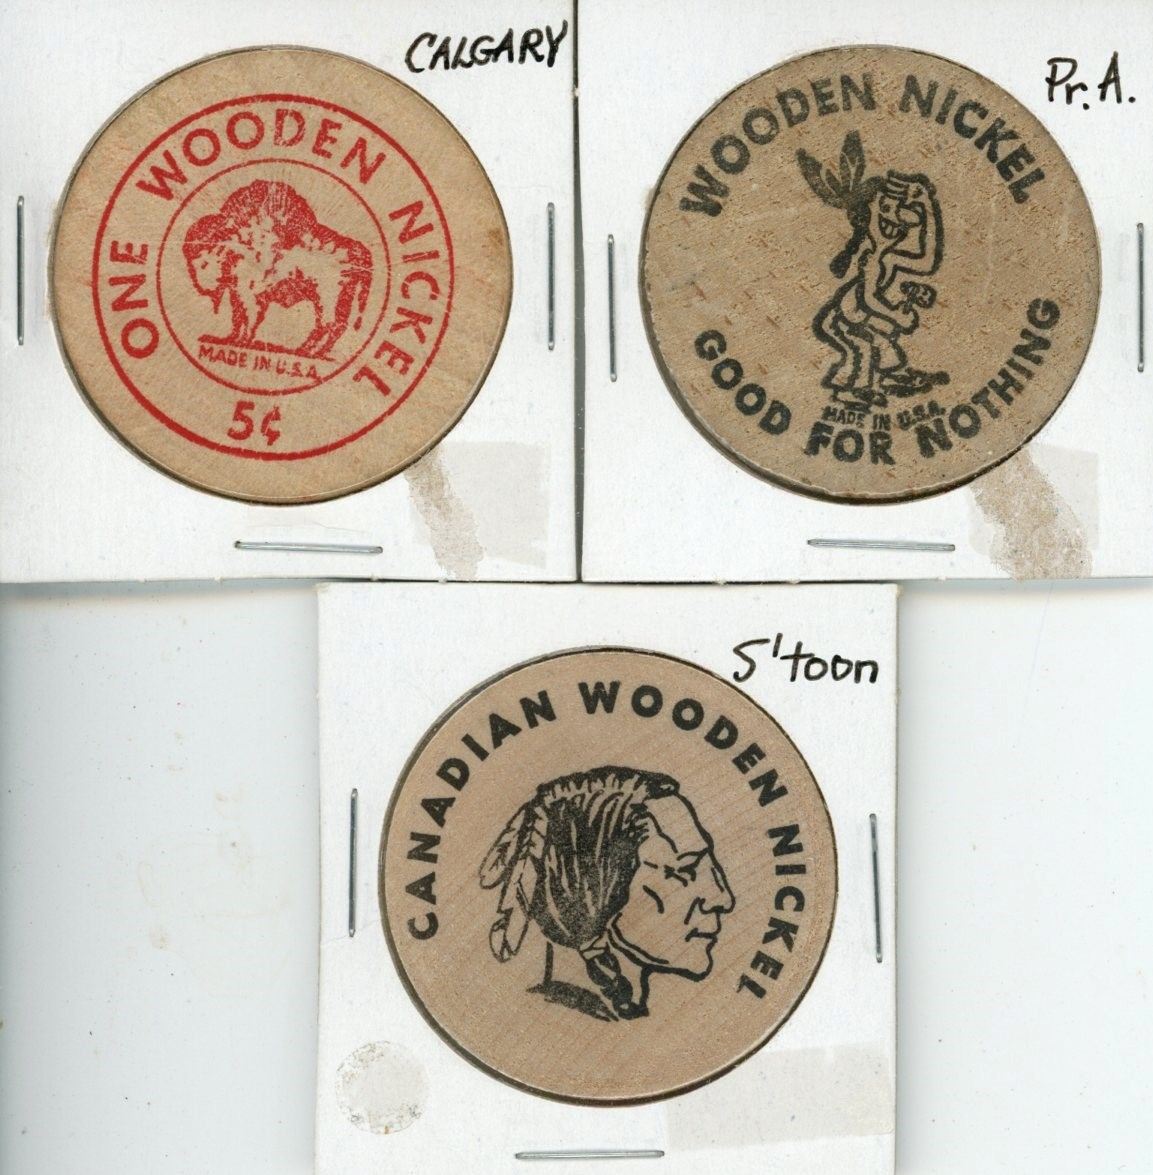 CALGARY
ONE WOODEN NICKEL
MADE IN U.S.A.
5¢
Pr. A.
WOODEN NICKEL
MADE IN U.S.A.
GOOD FOR NOTHING
S'toon
CANADIAN WOODEN NICKEL